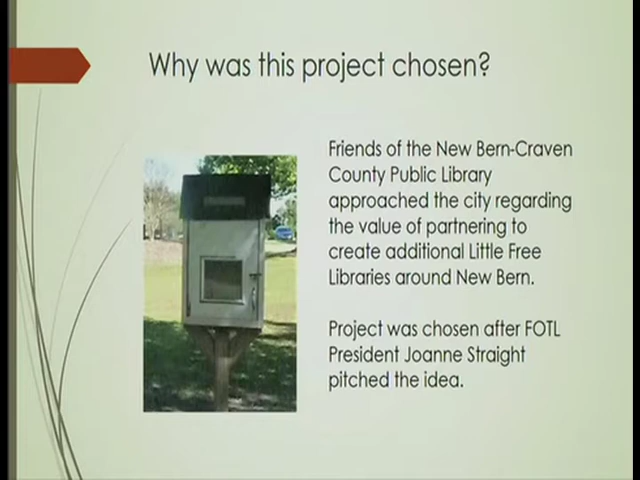 Why was this project chosen?
Friends of the New Bern-Craven
County Public Library
approached the city regarding
the value of partnering to
create additional Little Free
Libraries around New Bern.
Project was chosen after FOTL
President Joanne Straight
pitched the idea.